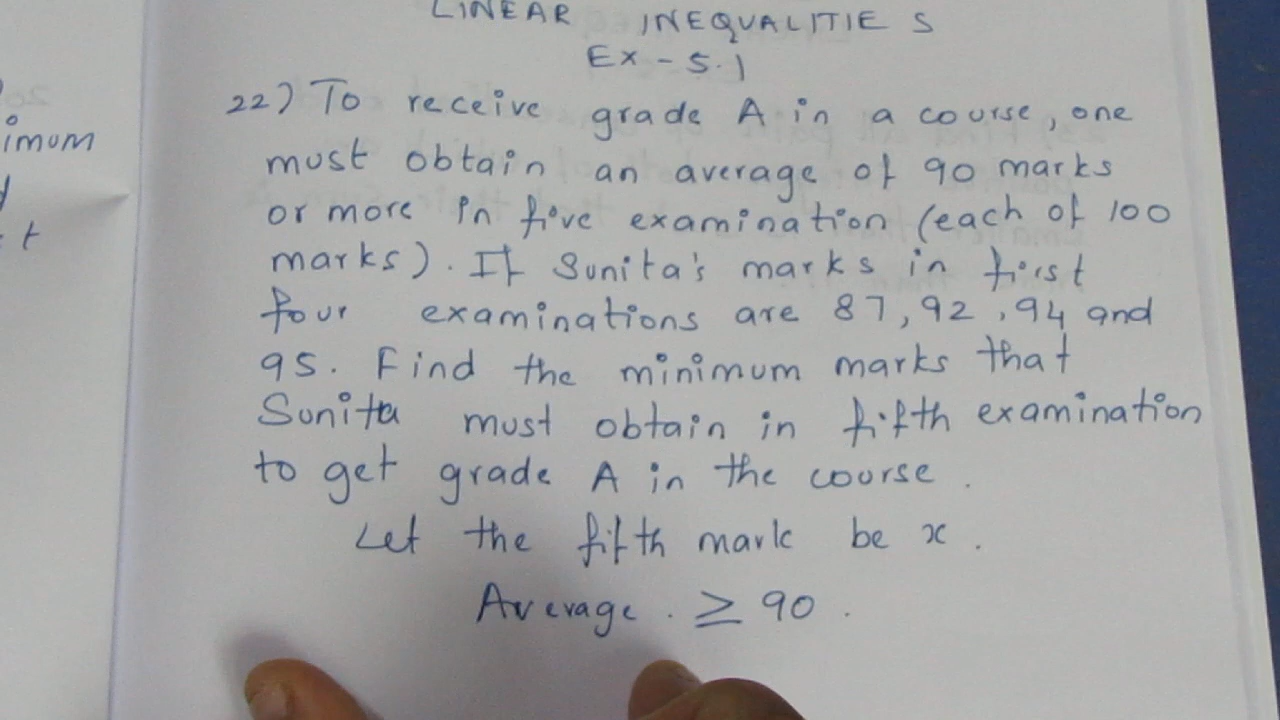 LINEAR INEQUALITIES
Ex - 5.1
22) To receive grade A in a course, one
must obtain an average of 90 marks
or more in five examination (each of 100
marks). If Sunita's marks in first
four examinations are 87, 92, 94 and
95. Find the minimum marks that
Sunita must obtain in fifth examination
to get grade A in the course.
Let the fifth mark be x.
Average. ≥ 90.
imum
t